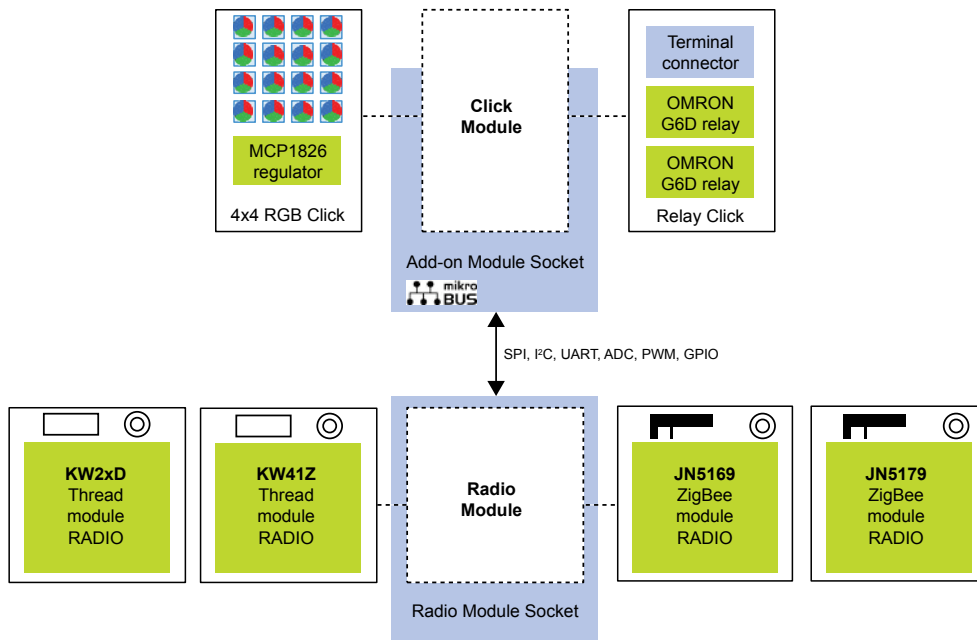 MCP1826
regulator
4x4 RGB Click
Click
Module
Terminal
connector
OMRON
G6D relay
OMRON
G6D relay
Relay Click
Add-on Module Socket
mikro
BUS
SPI, I²C, UART, ADC, PWM, GPIO
KW2xD
Thread
module
RADIO
KW41Z
Thread
module
RADIO
Radio
Module
JN5169
ZigBee
module
RADIO
JN5179
ZigBee
module
RADIO
Radio Module Socket